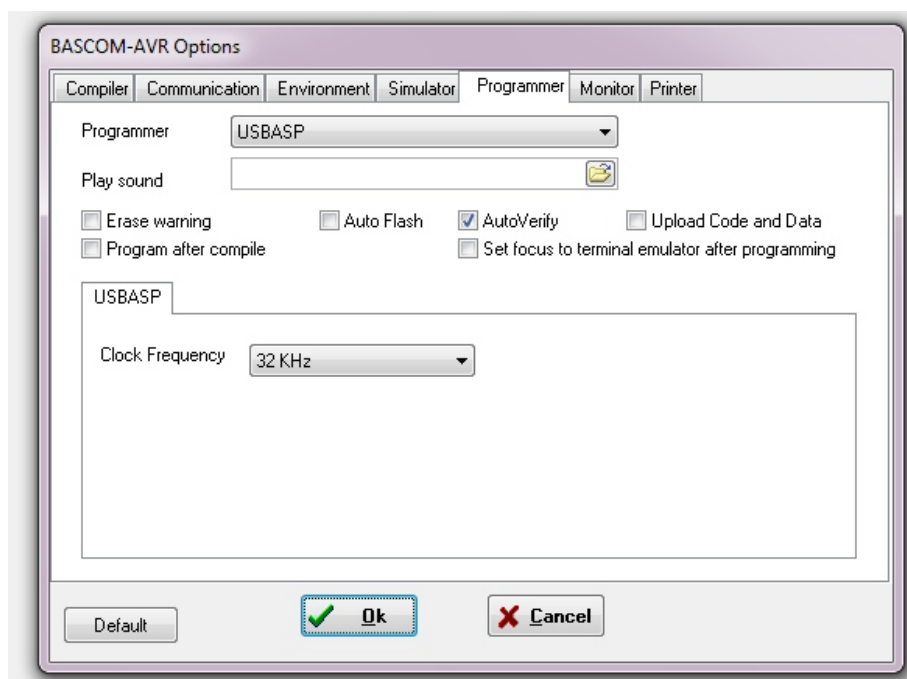 BASCOM-AVR Options
Compiler Communication Environment Simulator Programmer Monitor Printer
Programmer USBASP
Play sound
Erase warning Auto Flash AutoVerify Upload Code and Data
Program after compile Set focus to terminal emulator after programming
USBASP
Clock Frequency 32 KHz
Default Ok Cancel